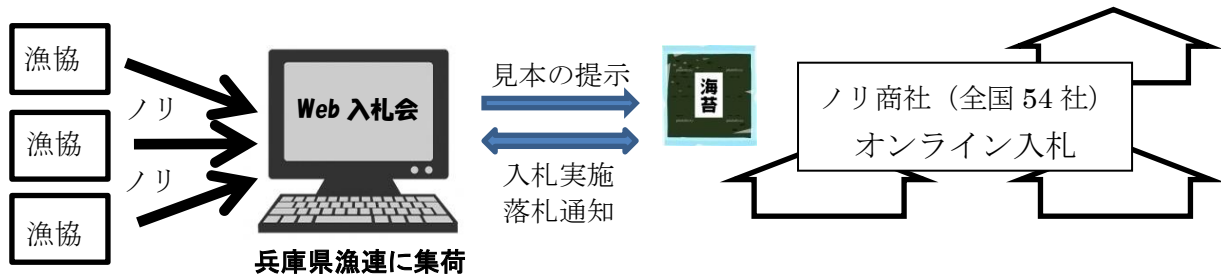 漁協
漁協
漁協
ノリ
ノリ
Web 入札会
兵庫県漁連に集荷
見本の提示
入札実施
落札通知
海苔
ノリ商社（全国 54 社）
オンライン入札